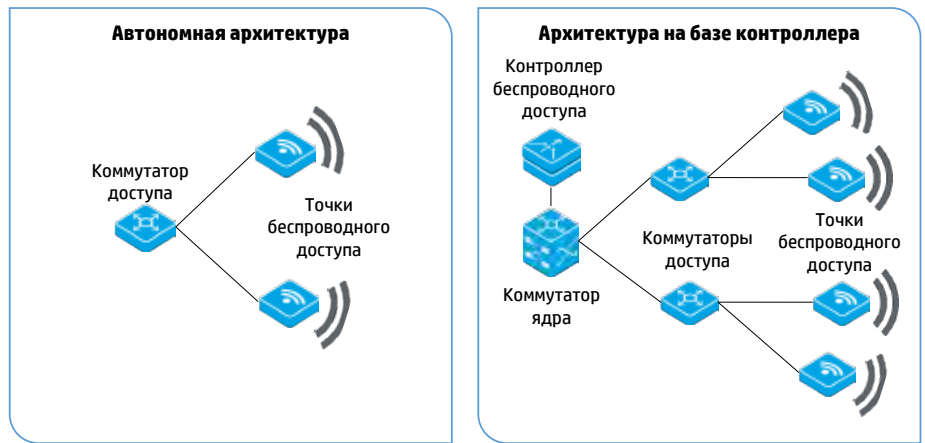 Автономная архитектура
Коммутатор
доступа
Точки
беспроводного
доступа
Архитектура на базе контроллера
Контроллер
беспроводного
доступа
Коммутатор
ядра
Коммутаторы
доступа
Точки
беспроводного
доступа